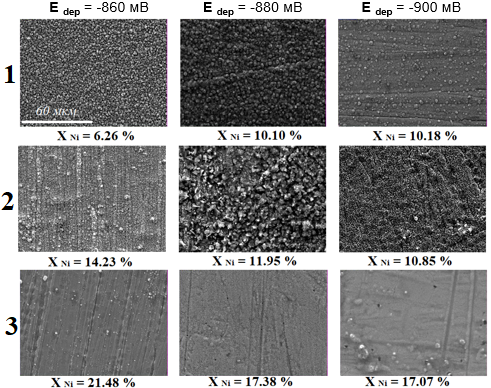 E dep = -860 мВ E dep = -880 мВ E dep = -900 мВ
1
60 мкм
X Ni = 6.26 % X Ni = 10.10 % X Ni = 10.18 %
2
X Ni = 14.23 % X Ni = 11.95 % X Ni = 10.85 %
3
X Ni = 21.48 % X Ni = 17.38 % X Ni = 17.07 %